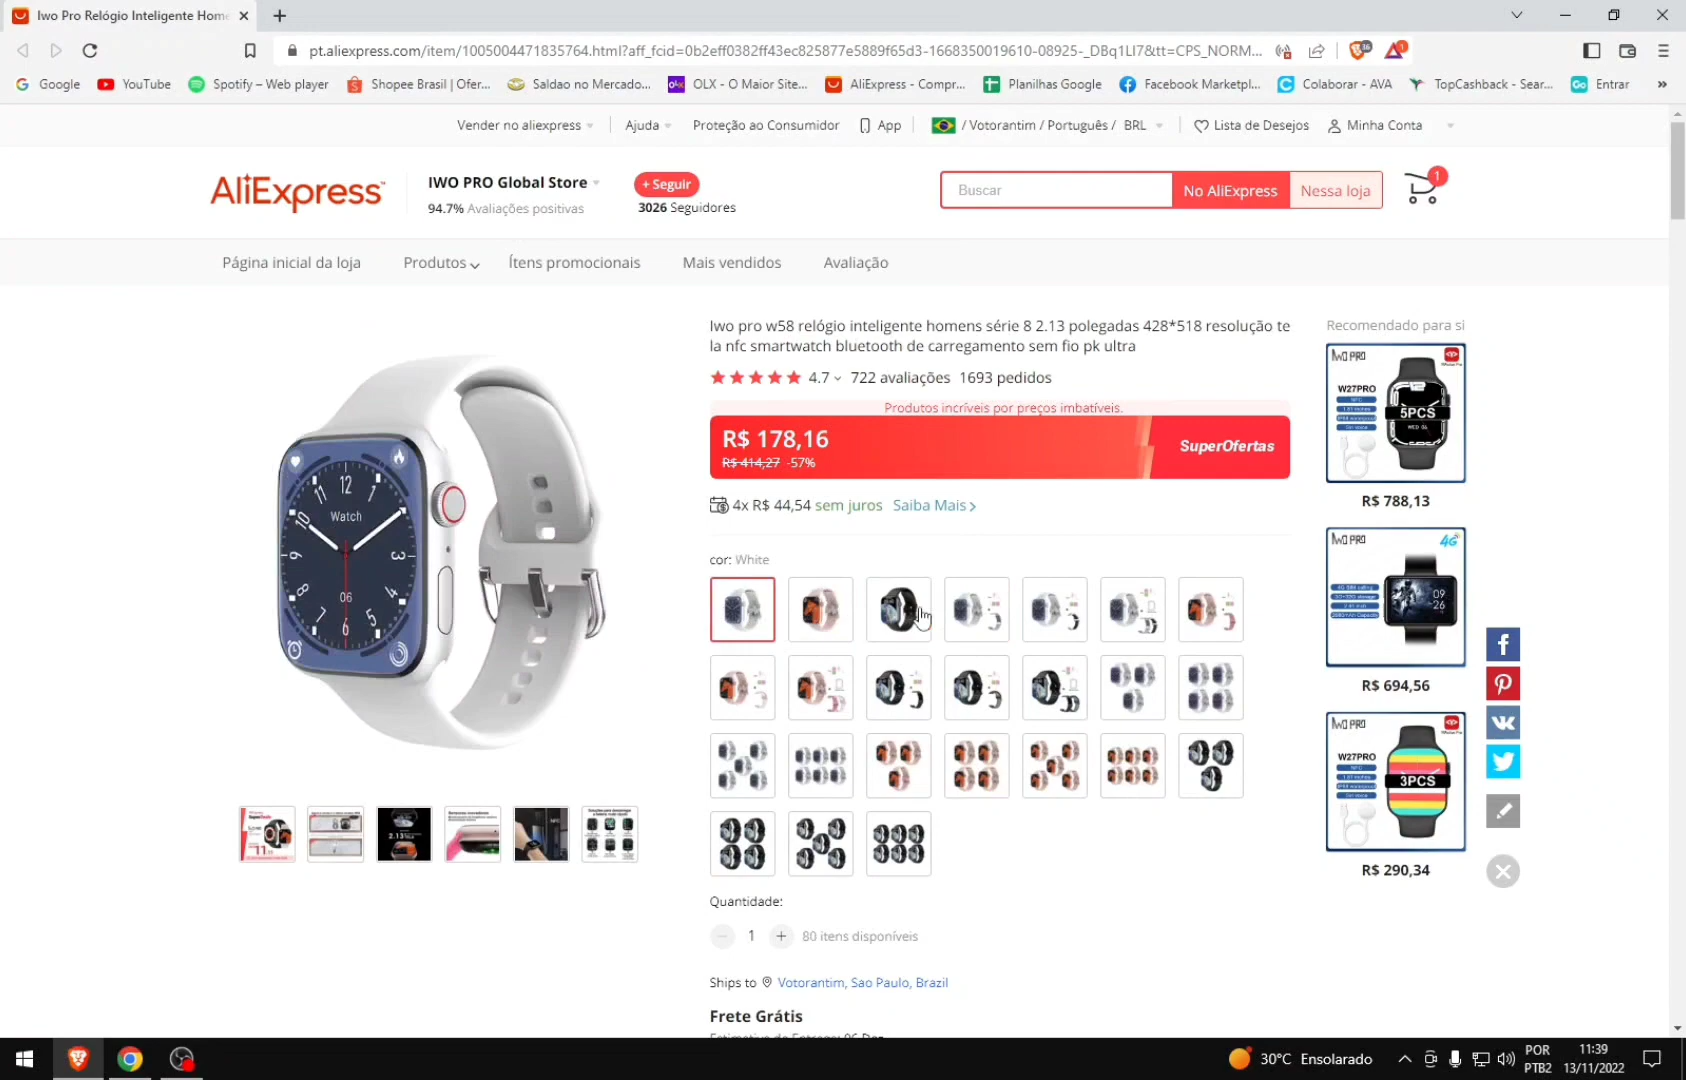 Iwo Pro Relógio Inteligente Home
pt.aliexpress.com/item/1005004471835764.html?aff_fcid=0b2eff0382ff43ec825877e5889f65d3-1668350019610-08925-_DBq1LI7&tt=CPS_NORM...
Google YouTube Spotify – Web player Shopee Brasil | Ofer... Saldao no Mercado... OLX - O Maior Site... AliExpress - Compr... Planilhas Google Facebook Marketpl... Colaborar - AVA TopCashback - Sear... Entrar »
Vender no aliexpress Ajuda Proteção ao Consumidor App / Votorantim / Português / BRL Lista de Desejos Minha Conta
AliExpress™
IWO PRO Global Store
94.7% Avaliações positivas
+ Seguir
3026 Seguidores
Buscar No AliExpress Nessa loja 1
Página inicial da loja Produtos Ítens promocionais Mais vendidos Avaliação
Iwo pro w58 relógio inteligente homens série 8 2.13 polegadas 428*518 resolução te
la nfc smartwatch bluetooth de carregamento sem fio pk ultra
4.7 722 avaliações 1693 pedidos
Produtos incríveis por preços imbatíveis.
R$ 178,16
R$ 414,27 -57%
SuperOfertas
4x R$ 44,54 sem juros Saiba Mais
cor: White
Quantidade:
1 + 80 itens disponíveis
Ships to Votorantim, Sao Paulo, Brazil
Frete Grátis
Recomendado para si
W27PRO
5PCS
R$ 788,13
4G
09
26
R$ 694,56
W27PRO
3PCS
R$ 290,34
Watch
06
30°C Ensolarado
POR
PTB2
11:39
13/11/2022